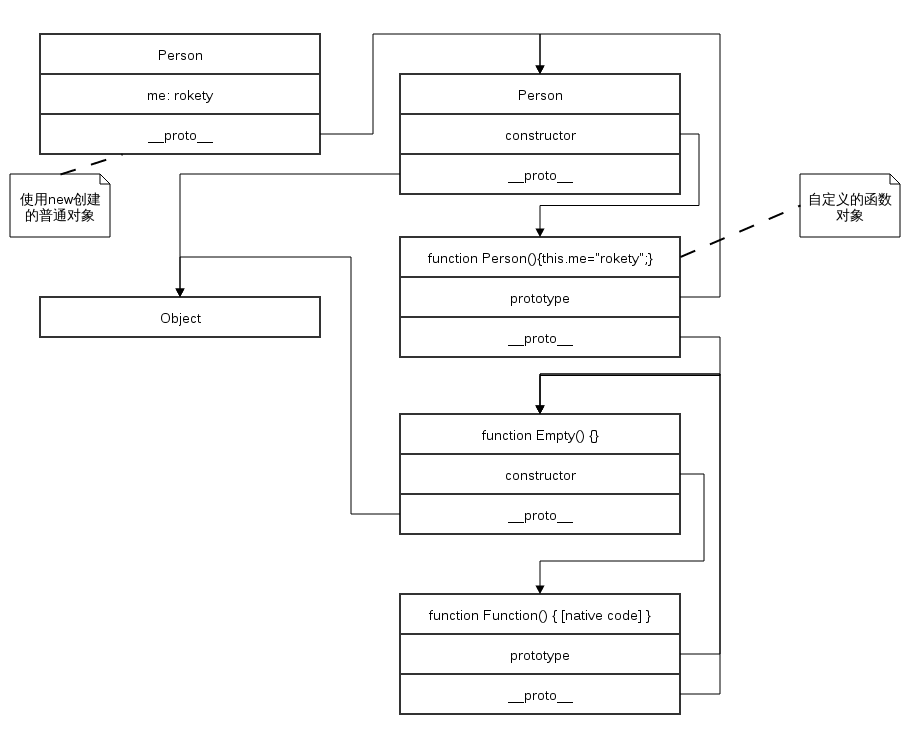 Person
me: rokety
__proto__
使用new创建
的普通对象
Person
constructor
__proto__
自定义的函数
对象
function Person(){this.me="rokety";}
prototype
__proto__
Object
function Empty() {}
constructor
__proto__
function Function() { [native code] }
prototype
__proto__